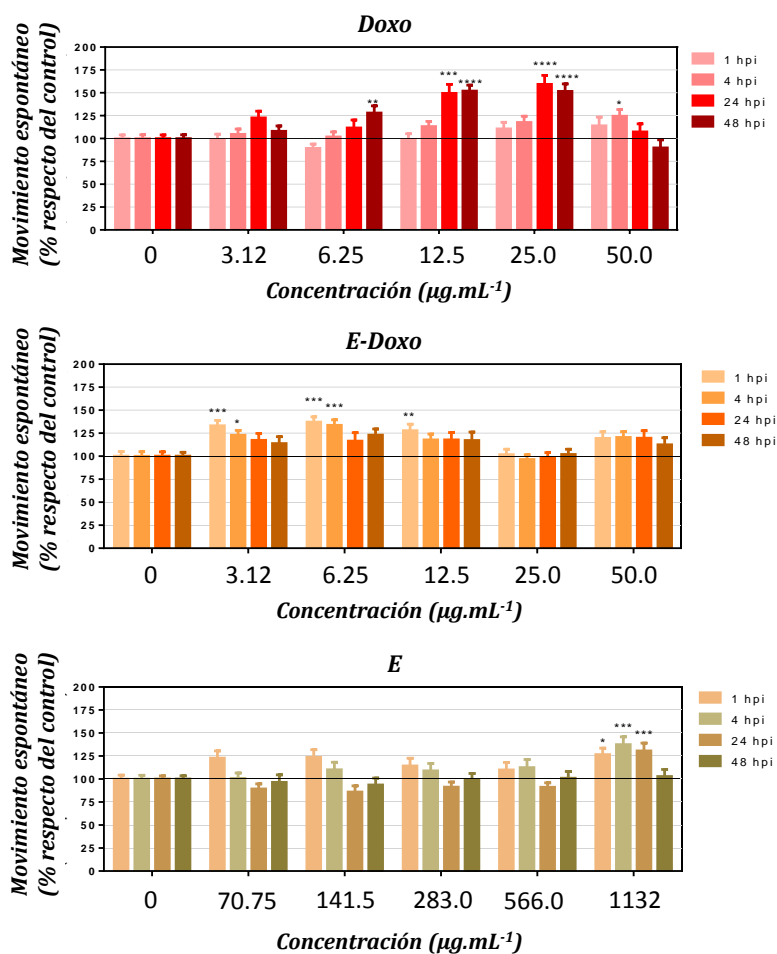 Doxo
Movimiento espontáneo
(% respecto del control)
200
175
150
125
100
75
50
25
0
*** **** **** **** ** *
0 3.12 6.25 12.5 25.0 50.0
Concentración (µg.mL-1)
1 hpi
4 hpi
24 hpi
48 hpi
E-Doxo
Movimiento espontáneo
(% respecto del control)
200
175
150
125
100
75
50
25
0
*** * *** *** **
0 3.12 6.25 12.5 25.0 50.0
Concentración (µg.mL-1)
1 hpi
4 hpi
24 hpi
48 hpi
E
Movimiento espontáneo
(% respecto del control)
200
175
150
125
100
75
50
25
0
* *** ***
0 70.75 141.5 283.0 566.0 1132
Concentración (µg.mL-1)
1 hpi
4 hpi
24 hpi
48 hpi